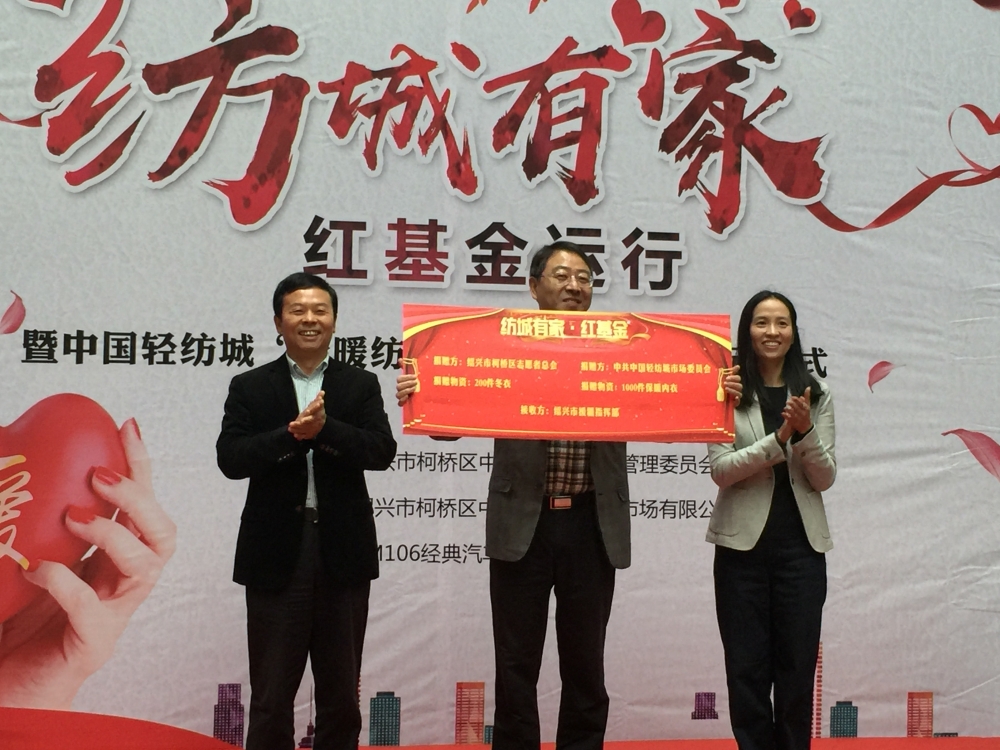 纺城有家
红基金运行
暨中国轻纺城“ 暖纺 式
纺城有家·红基金
捐赠方：绍兴市柯桥区志愿者总会
捐赠方：中共中国轻纺城市场委员会
捐赠物资：200件冬衣
捐赠物资：1000件保暖内衣
接收方：绍兴市援疆指挥部
兴市柯桥区中 管理委员会
绍兴市柯桥区中 市场有限公
M106经典汽
爱